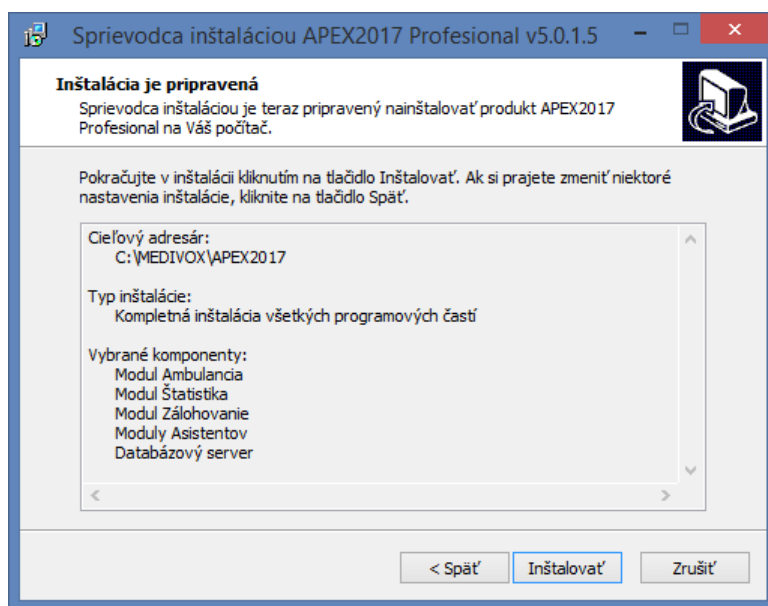 Sprievodca inštaláciou APEX2017 Profesional v5.0.1.5
Inštalácia je pripravená
Sprievodca inštaláciou je teraz pripravený nainštalovať produkt APEX2017
Profesional na Váš počítač.
Pokračujte v inštalácii kliknutím na tlačidlo Inštalovať. Ak si prajete zmeniť niektoré
nastavenia inštalácie, kliknite na tlačidlo Späť.
Cieľový adresár:
C:\MEDIVOX\APEX2017
Typ inštalácie:
Kompletná inštalácia všetkých programových častí
Vybrané komponenty:
Modul Ambulancia
Modul Štatistika
Modul Zálohovanie
Moduly Asistentov
Databázový server
< Späť
Inštalovať
Zrušiť